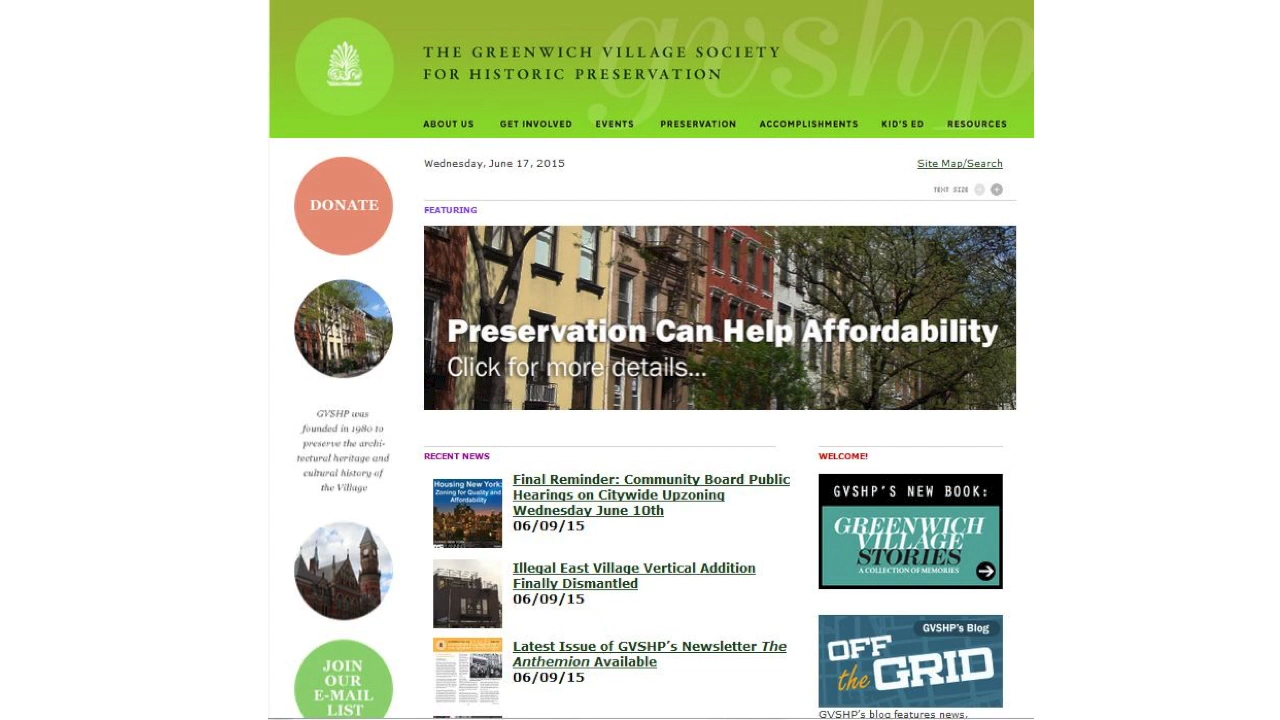 gvshp
THE GREENWICH VILLAGE SOCIETY
FOR HISTORIC PRESERVATION
ABOUT US GET INVOLVED EVENTS PRESERVATION ACCOMPLISHMENTS KID'S ED RESOURCES
Wednesday, June 17, 2015
Site Map/Search
TEXT SIZE
DONATE
FEATURING
Preservation Can Help Affordability
Click for more details...
GVSHP was
founded in 1980 to
preserve the archi-
tectural heritage and
cultural history of
the Village
JOIN
OUR
E-MAIL
LIST
RECENT NEWS
Housing New York:
Zoning for Quality and
Affordability
Final Reminder: Community Board Public
Hearings on Citywide Upzoning
Wednesday June 10th
06/09/15
Illegal East Village Vertical Addition
Finally Dismantled
06/09/15
Latest Issue of GVSHP's Newsletter The
Anthemion Available
06/09/15
WELCOME!
GVSHP'S NEW BOOK:
GREENWICH
VILLAGE
STORIES
A COLLECTION OF MEMORIES
GVSHP's Blog
OFF
the GRID
GVSHP's blog features news,